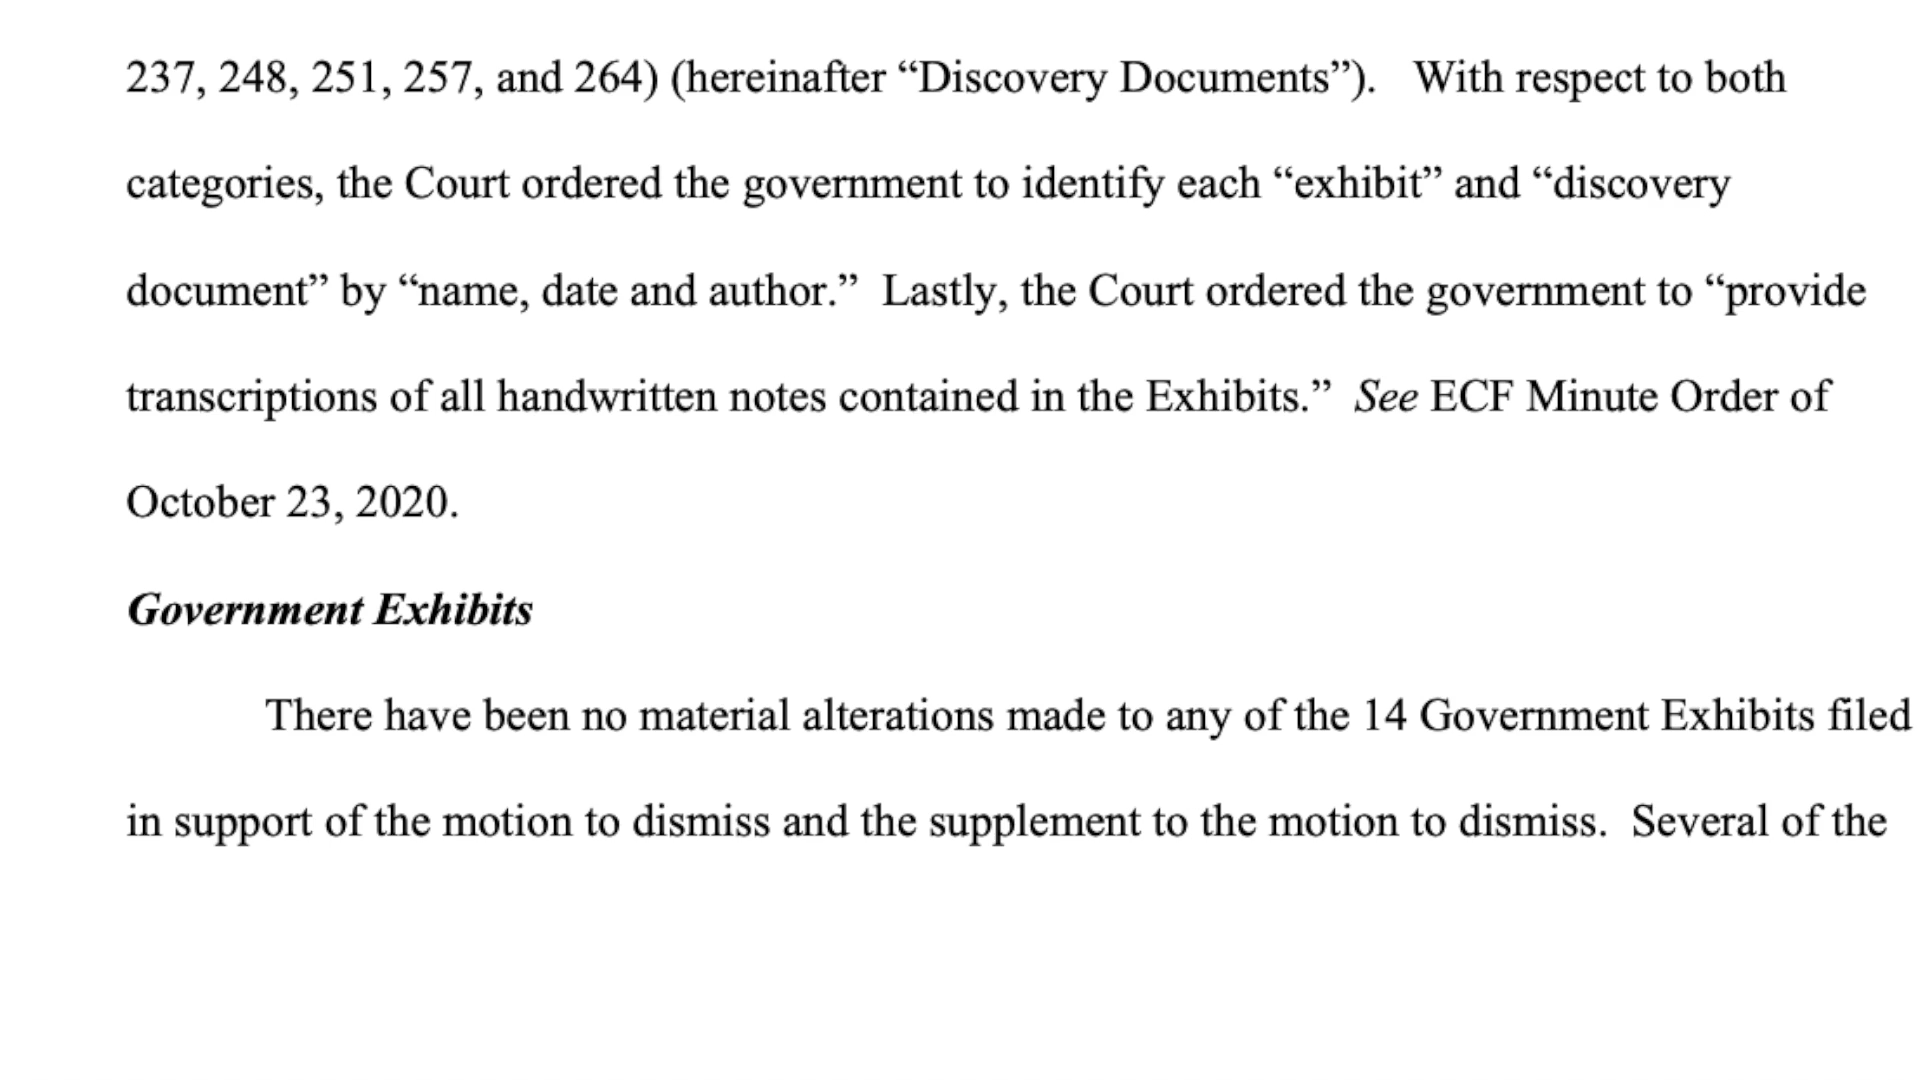 237, 248, 251, 257, and 264) (hereinafter “Discovery Documents”).   With respect to both
categories, the Court ordered the government to identify each “exhibit” and “discovery
document” by “name, date and author.”  Lastly, the Court ordered the government to “provide
transcriptions of all handwritten notes contained in the Exhibits.”  See ECF Minute Order of
October 23, 2020.
Government Exhibits
There have been no material alterations made to any of the 14 Government Exhibits filed
in support of the motion to dismiss and the supplement to the motion to dismiss.  Several of the